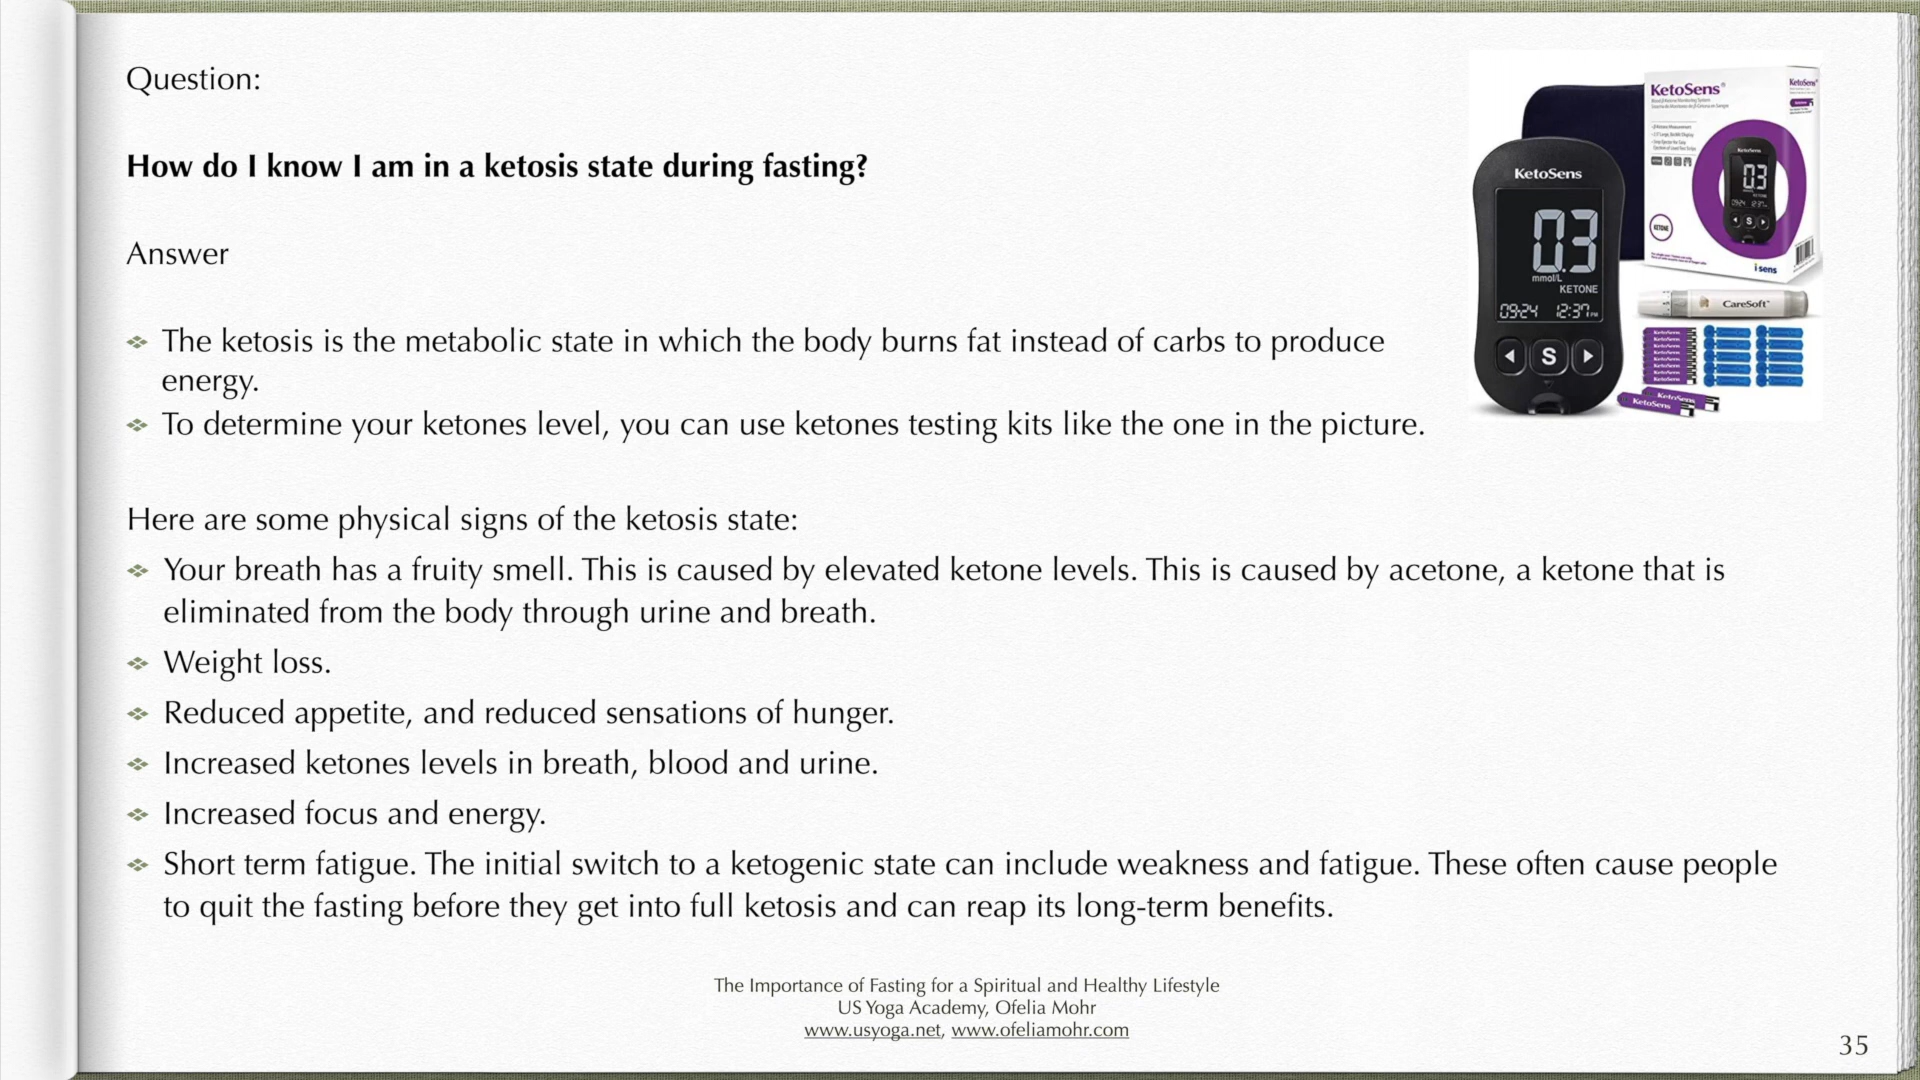 Question:
How do I know I am in a ketosis state during fasting?
Answer
The ketosis is the metabolic state in which the body burns fat instead of carbs to produce
energy.
To determine your ketones level, you can use ketones testing kits like the one in the picture.
KetoSens
03
mmol/L
KETONE
09-24 12:37 PM
KetoSens
KetoSens
KetoSens
03
KETONE
i sens
CareSoft
KetoSens
KetoSens
Here are some physical signs of the ketosis state:
Your breath has a fruity smell. This is caused by elevated ketone levels. This is caused by acetone, a ketone that is
eliminated from the body through urine and breath.
Weight loss.
Reduced appetite, and reduced sensations of hunger.
Increased ketones levels in breath, blood and urine.
Increased focus and energy.
Short term fatigue. The initial switch to a ketogenic state can include weakness and fatigue. These often cause people
to quit the fasting before they get into full ketosis and can reap its long-term benefits.
The Importance of Fasting for a Spiritual and Healthy Lifestyle
US Yoga Academy, Ofelia Mohr
www.usyoga.net, www.ofeliamohr.com
35